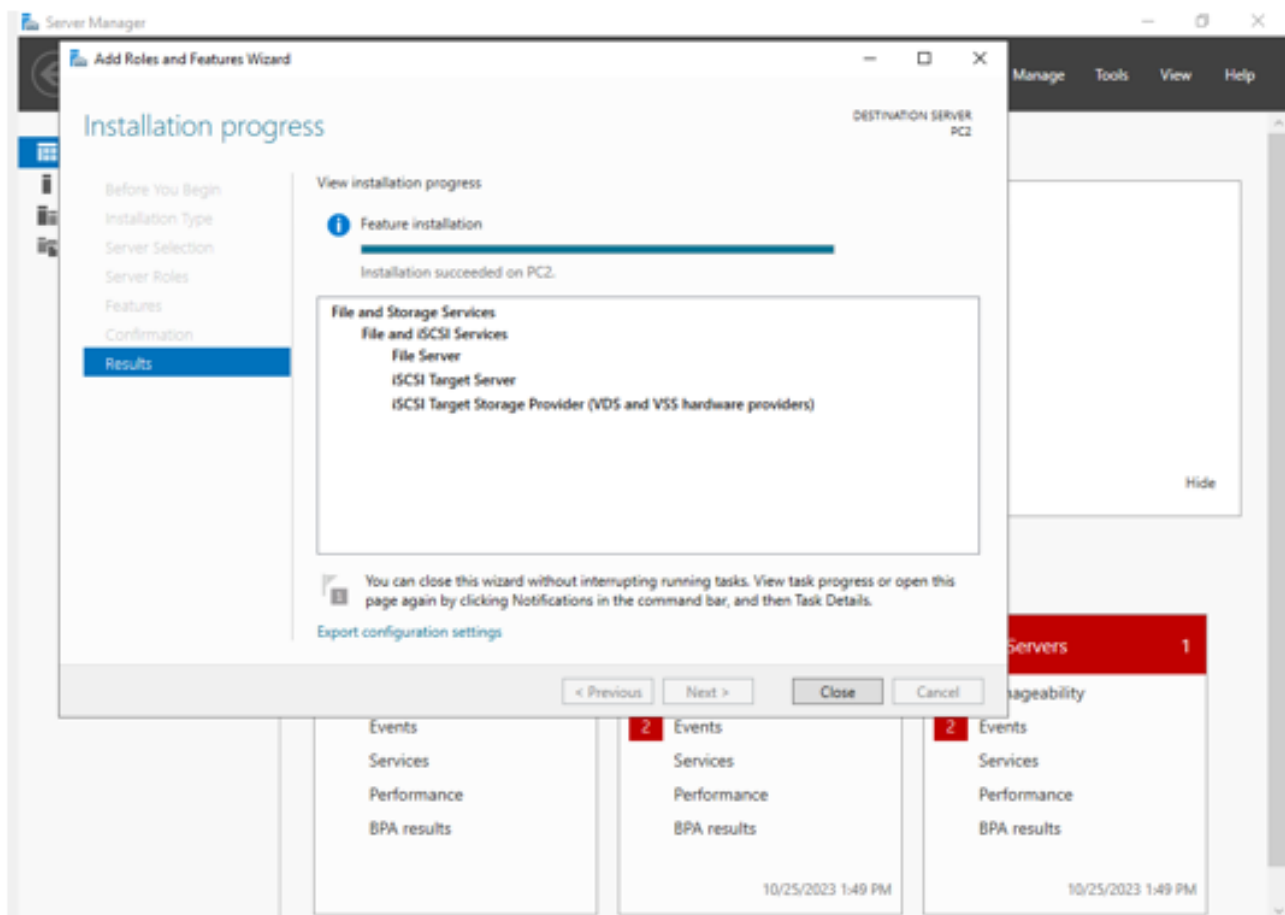 Server Manager
Add Roles and Features Wizard
Manage Tools View Help
Installation progress
DESTINATION SERVER
PC2
Before You Begin
Installation Type
Server Selection
Server Roles
Features
Confirmation
Results
View installation progress
Feature installation
Installation succeeded on PC2.
File and Storage Services
File and iSCSI Services
File Server
iSCSI Target Server
iSCSI Target Storage Provider (VDS and VSS hardware providers)
Hide
1
You can close this wizard without interrupting running tasks. View task progress or open this
page again by clicking Notifications in the command bar, and then Task Details.
Export configuration settings
< Previous Next > Close Cancel
Servers 1
nageability
Events 2 Events 2 Events
Services Services Services
Performance Performance Performance
BPA results BPA results BPA results
10/25/2023 1:49 PM 10/25/2023 1:49 PM